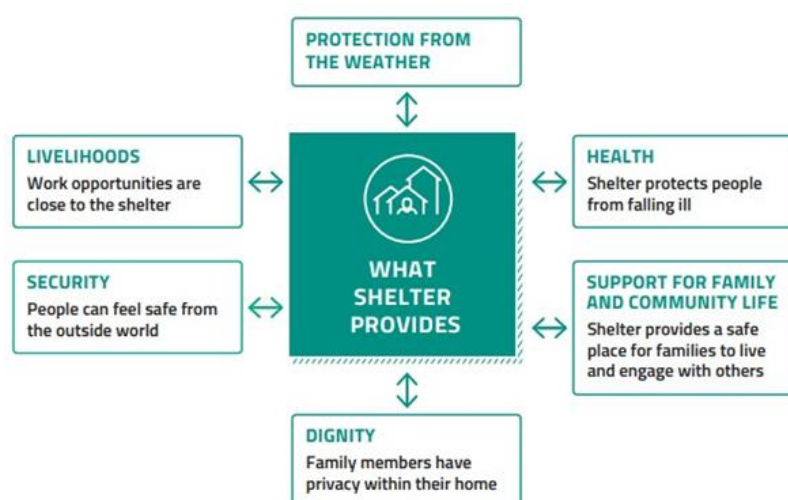 PROTECTION FROM
THE WEATHER
LIVELIHOODS
Work opportunities are
close to the shelter
HEALTH
Shelter protects people
from falling ill
WHAT
SHELTER
PROVIDES
SECURITY
People can feel safe from
the outside world
SUPPORT FOR FAMILY
AND COMMUNITY LIFE
Shelter provides a safe
place for families to live
and engage with others
DIGNITY
Family members have
privacy within their home